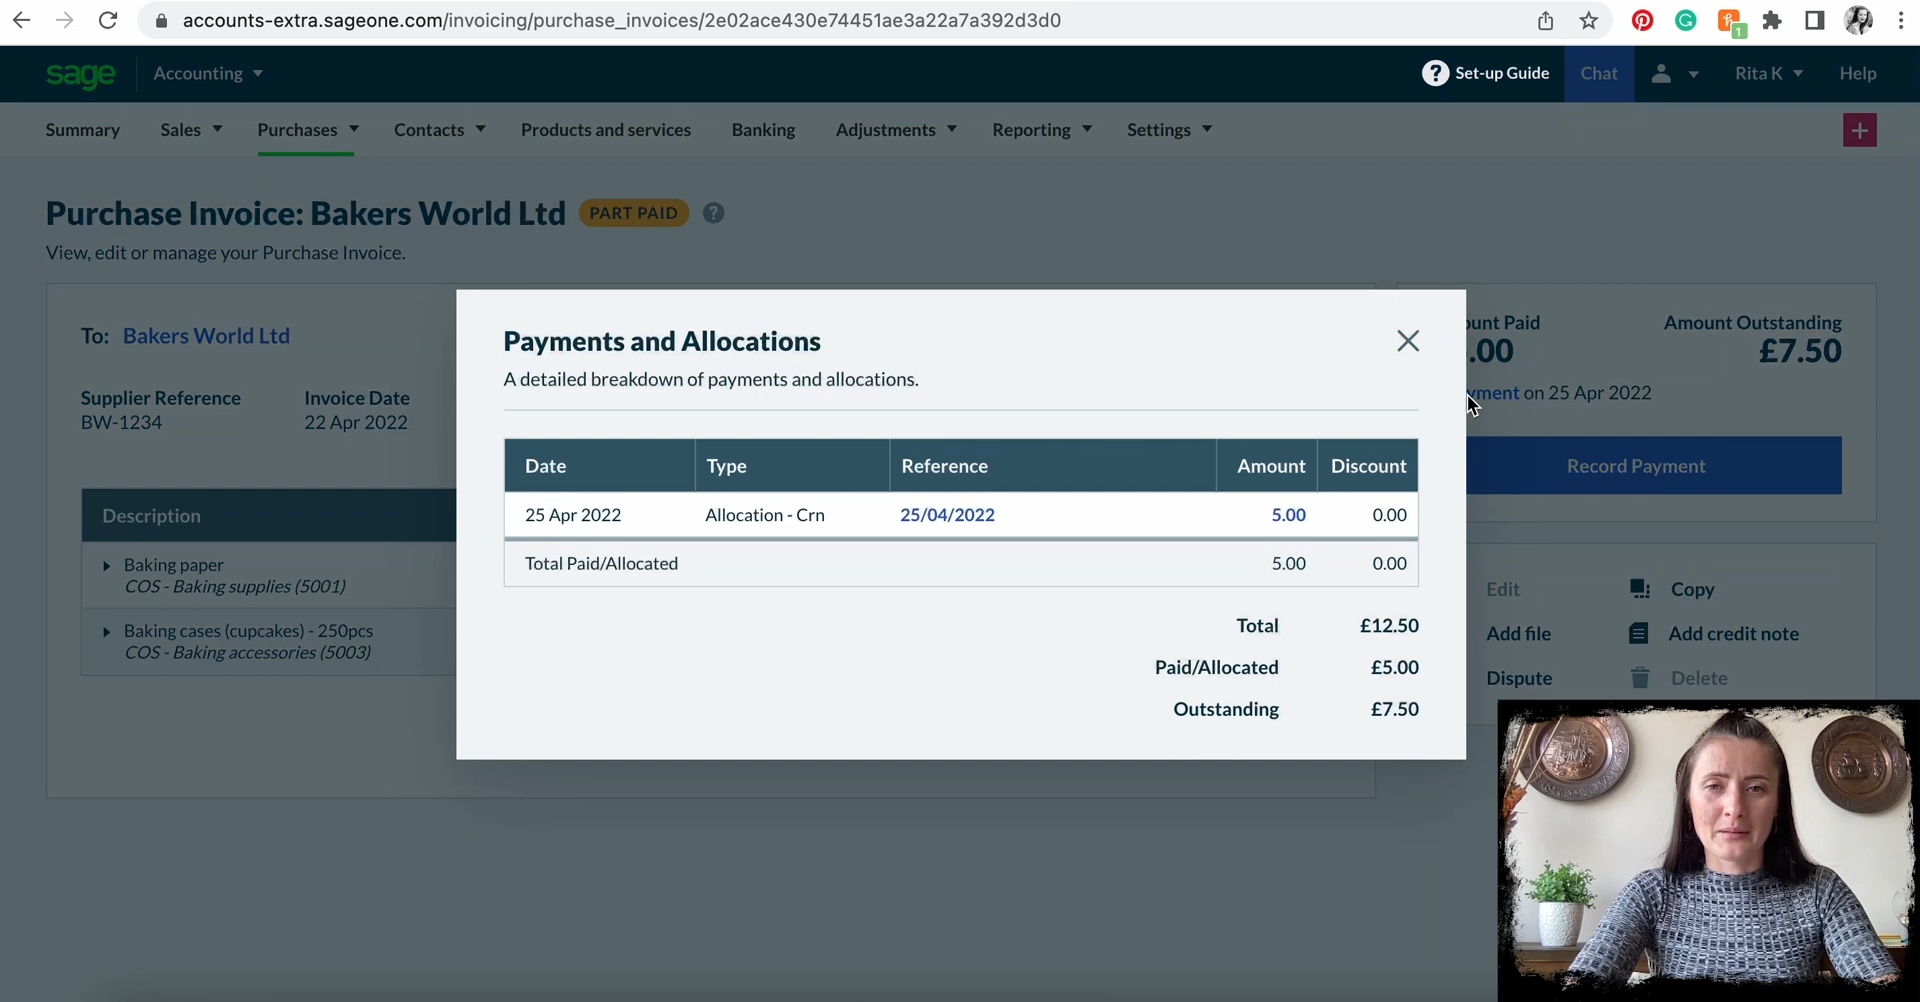 accounts-extra.sageone.com/invoicing/purchase_invoices/2e02ace430e74451ae3a22a7a392d3d0
1
sage Accounting
? Set-up Guide Chat Rita K Help
Summary Sales Purchases Contacts Products and services Banking Adjustments Reporting Settings +
Purchase Invoice: Bakers World Ltd PART PAID ?
View, edit or manage your Purchase Invoice.
To: Bakers World Ltd
Supplier Reference Invoice Date
BW-1234 22 Apr 2022
Description
Baking paper
COS - Baking supplies (5001)
Baking cases (cupcakes) - 250pcs
COS - Baking accessories (5003)
Payments and Allocations
A detailed breakdown of payments and allocations.
Date Type Reference Amount Discount
25 Apr 2022 Allocation - Crn 25/04/2022 5.00 0.00
Total Paid/Allocated 5.00 0.00
Total £12.50
Paid/Allocated £5.00
Outstanding £7.50
Paid Amount Outstanding
.00 £7.50
on 25 Apr 2022
Record Payment
Edit Copy
Add file Add credit note
Dispute Delete